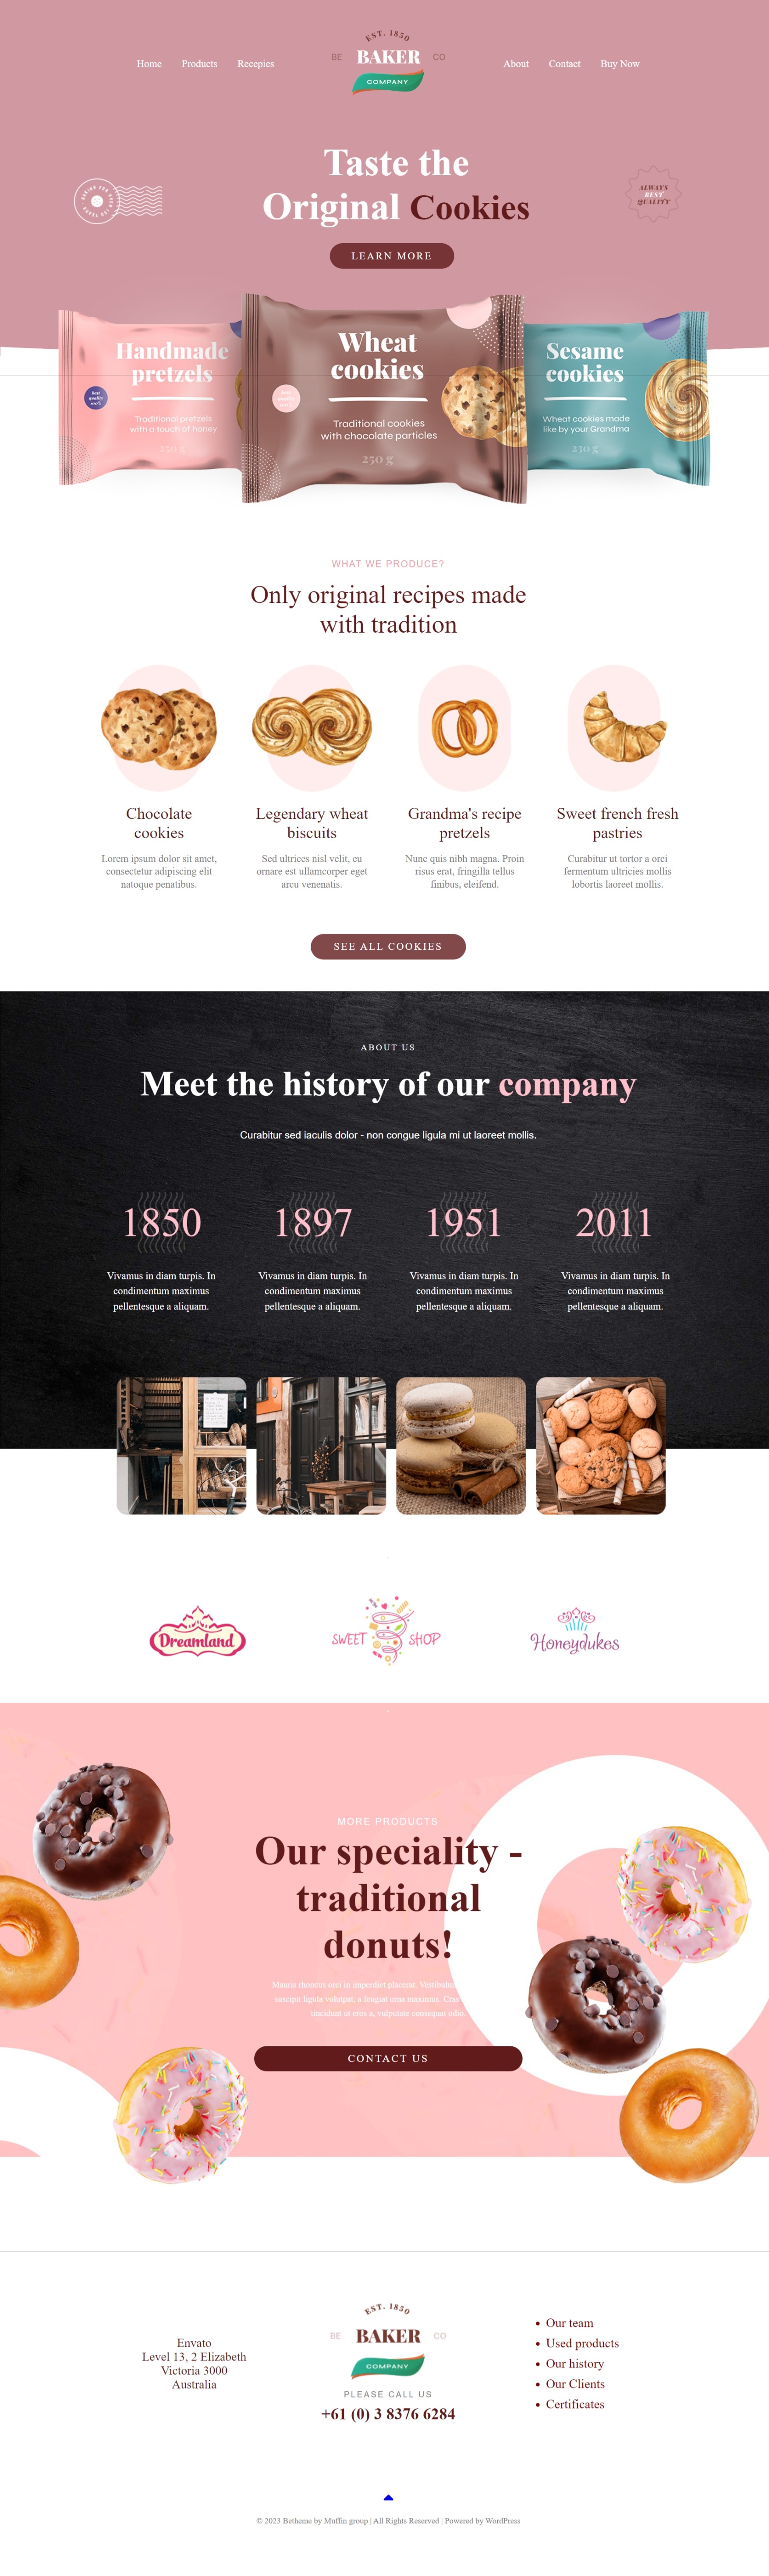 EST. 1850
BE BAKER CO
COMPANY
Home Products Recepies
About Contact Buy Now
Taste the
Original Cookies
ALWAYS
BEST
QUALITY
LEARN MORE
Handmade
pretzels
best
quality
Traditional pretzels
with a touch of honey
250 g
Wheat
cookies
best
quality
Traditional cookies
with chocolate particles
250 g
Sesame
cookies
Wheat cookies made
like by your Grandma
230 g
WHAT WE PRODUCE?
Only original recipes made
with tradition
Chocolate
cookies
Lorem ipsum dolor sit amet,
consectetur adipiscing elit
natoque penatibus.
Legendary wheat
biscuits
Sed ultrices nisl velit, eu
ornare est ullamcorper eget
arcu venenatis.
Grandma's recipe
pretzels
Nunc quis nibh magna. Proin
risus erat, fringilla tellus
finibus, eleifend.
Sweet french fresh
pastries
Curabitur ut tortor a orci
fermentum ultricies mollis
lobortis laoreet mollis.
SEE ALL COOKIES
ABOUT US
Meet the history of our company
Curabitur sed iaculis dolor - non congue ligula mi ut laoreet mollis.
1850
Vivamus in diam turpis. In
condimentum maximus
pellentesque a aliquam.
1897
Vivamus in diam turpis. In
condimentum maximus
pellentesque a aliquam.
1951
Vivamus in diam turpis. In
condimentum maximus
pellentesque a aliquam.
2011
Vivamus in diam turpis. In
condimentum maximus
pellentesque a aliquam.
Dreamland
SWEET SHOP
Honeydukes
MORE PRODUCTS
Our speciality -
traditional
donuts!
Mauris rhoncus orci in imperdiet placerat. Vestibulum
suscipit ligula volutpat, a feugiat urna maximus. Cras
tincidunt ut eros a, vulputate consequat odio.
CONTACT US
Envato
Level 13, 2 Elizabeth
Victoria 3000
Australia
EST. 1850
BE BAKER CO
COMPANY
PLEASE CALL US
+61 (0) 3 8376 6284
Our team
Used products
Our history
Our Clients
Certificates
© 2023 Betheme by Muffin group | All Rights Reserved | Powered by WordPress